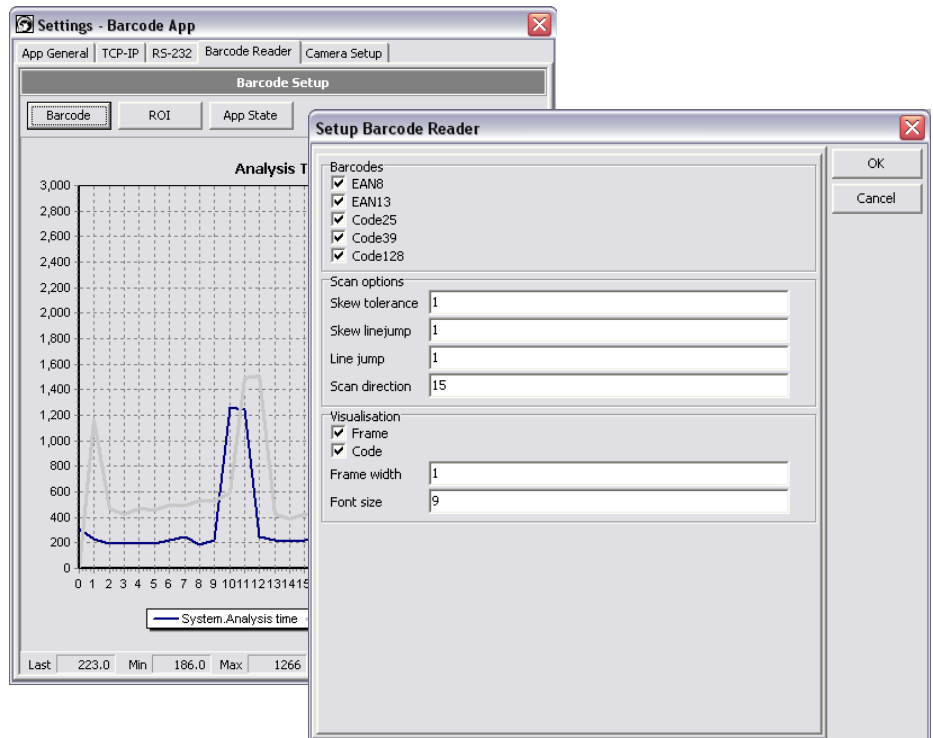 Settings - Barcode App
App General TCP-IP RS-232 Barcode Reader Camera Setup
Barcode Setup
Barcode ROI App State
Analysis T
3,000
2,800
2,600
2,400
2,200
2,000
1,800
1,600
1,400
1,200
1,000
800
600
400
200
0
0 1 2 3 4 5 6 7 8 9 10 11 12 13 14 15
System.Analysis time
Last 223.0 Min 186.0 Max 1266
Setup Barcode Reader
OK
Cancel
Barcodes
EAN8
EAN13
Code25
Code39
Code128
Scan options
Skew tolerance 1
Skew linejump 1
Line jump 1
Scan direction 15
Visualisation
Frame
Code
Frame width 1
Font size 9